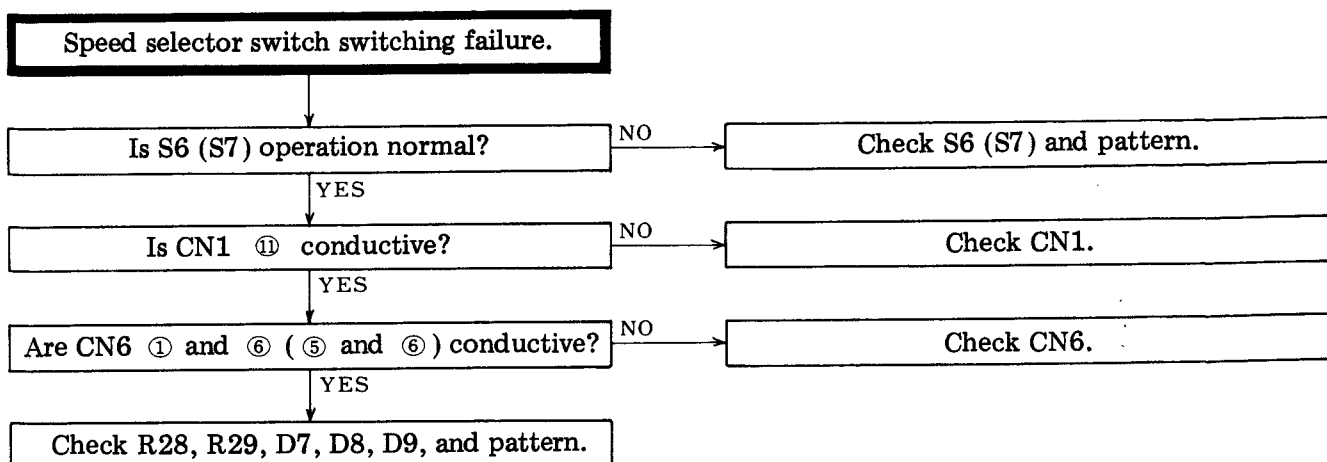 Speed selector switch switching failure.
Is S6 (S7) operation normal?
NO
Check S6 (S7) and pattern.
YES
Is CN1 ⑪ conductive?
NO
Check CN1.
YES
Are CN6 ① and ⑥ ( ⑤ and ⑥ ) conductive?
NO
Check CN6.
YES
Check R28, R29, D7, D8, D9, and pattern.